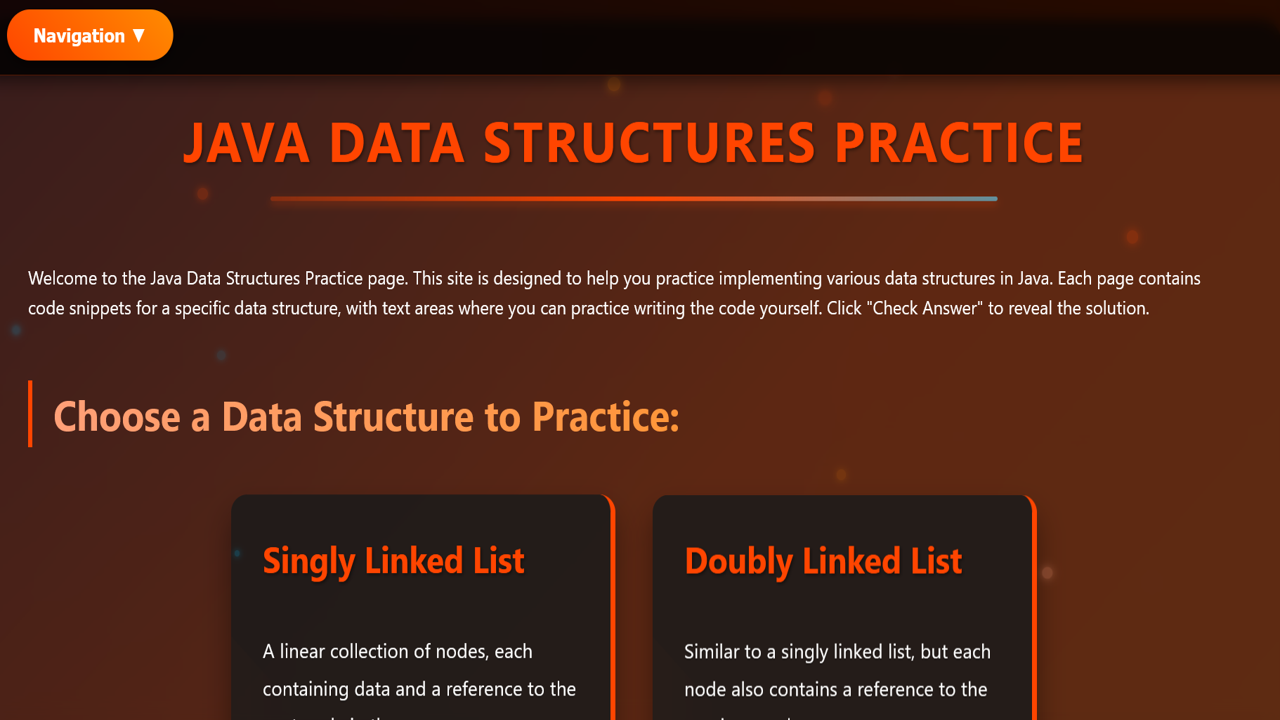 Navigation ▼
JAVA DATA STRUCTURES PRACTICE
Welcome to the Java Data Structures Practice page. This site is designed to help you practice implementing various data structures in Java. Each page contains
code snippets for a specific data structure, with text areas where you can practice writing the code yourself. Click "Check Answer" to reveal the solution.
Choose a Data Structure to Practice:
Singly Linked List
A linear collection of nodes, each
containing data and a reference to the
Doubly Linked List
Similar to a singly linked list, but each
node also contains a reference to the